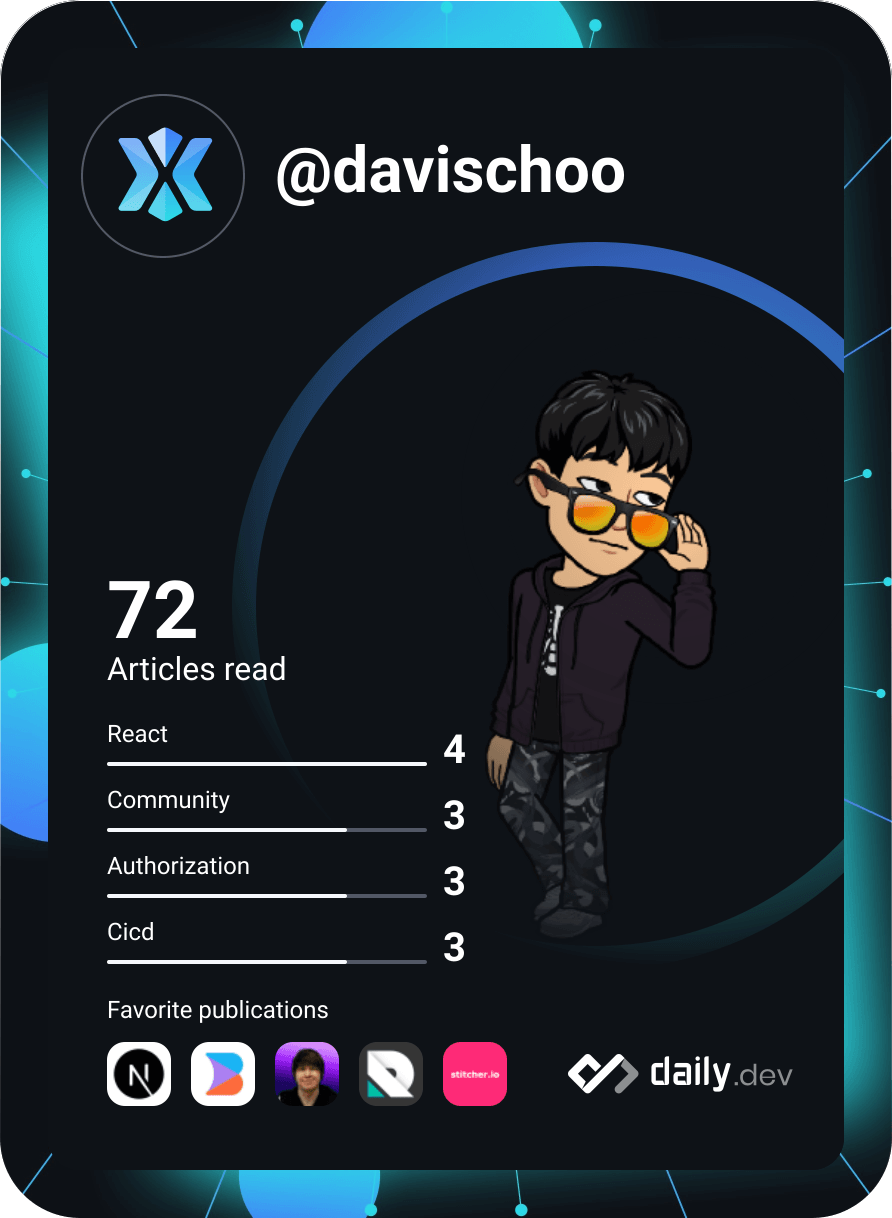 @davischoo
72
Articles read
React
4
Community
3
Authorization
3
Cicd
3
Favorite publications
N
stitcher.io
daily.dev